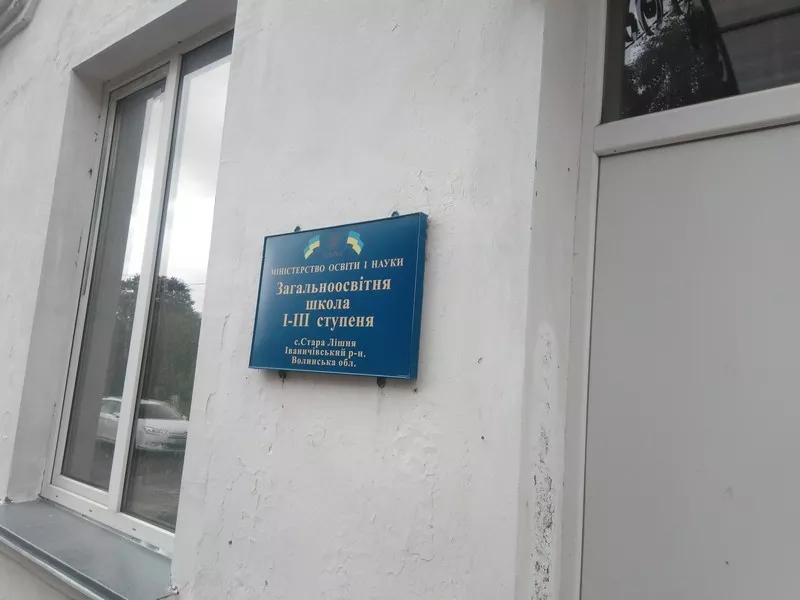 МІНІСТЕРСТВО ОСВІТИ І НАУКИ
Загальноосвітня
школа
І-ІІІ ступеня
с.Стара Лішня
Іваничівський р-н.
Волинська обл.